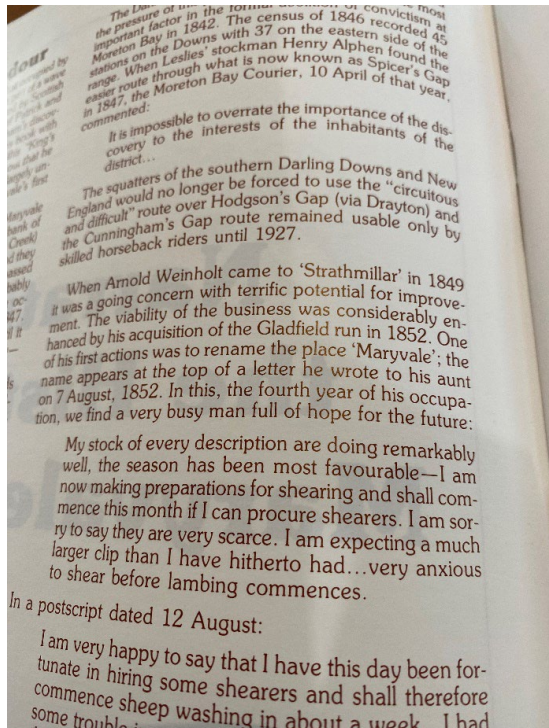 our
The
most
the pressure of
convictism at
important factor in the formal
of
Moreton Bay in 1842. The census of 1846 recorded 45
stations on the Downs with 37 on the eastern side of the
range. When Leslies' stockman Henry Alphen found the
easier route through what is now known as Spicer's Gap
in 1847, the Moreton Bay Courier, 10 April of that year,
commented:
It is impossible to overrate the importance of the dis-
covery to the interests of the inhabitants of the
district...
The squatters of the southern Darling Downs and New
England would no longer be forced to use the "circuitous
and difficult" route over Hodgson's Gap (via Drayton) and
the Cunningham's Gap route remained usable only by
skilled horseback riders until 1927.
When Arnold Weinholt came to 'Strathmillar' in 1849
it was a going concern with terrific potential for improve-
ment. The viability of the business was considerably en-
hanced by his acquisition of the Gladfield run in 1852. One
of his first actions was to rename the place 'Maryvale'; the
name appears at the top of a letter he wrote to his aunt
on 7 August, 1852. In this, the fourth year of his occupa-
tion, we find a very busy man full of hope for the future:
My stock of every description are doing remarkably
well, the season has been most favourable—I am
now making preparations for shearing and shall com-
mence this month if I can procure shearers. I am sor-
ry to say they are very scarce. I am expecting a much
larger clip than I have hitherto had...very anxious
to shear before lambing commences.
In a postscript dated 12 August:
I am very happy to say that I have this day been for-
tunate in hiring some shearers and shall therefore
commence sheep washing in about a week...I had
some trouble